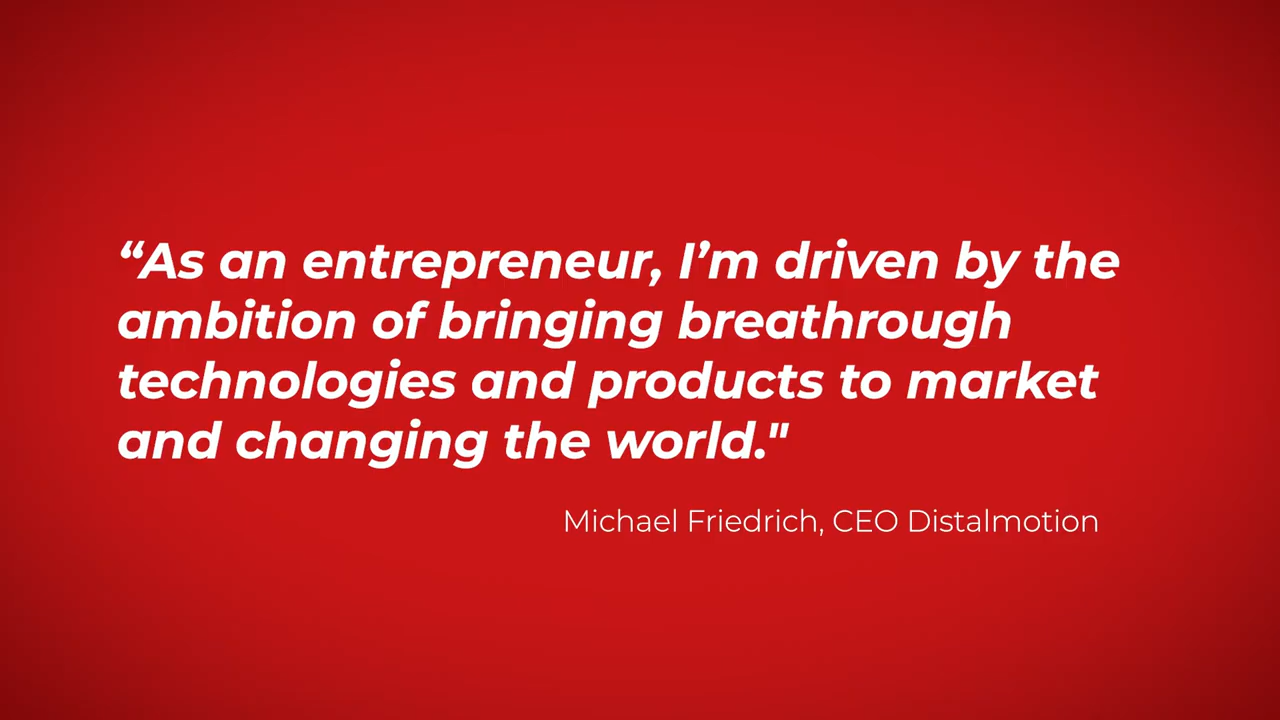 “As an entrepreneur, I’m driven by the
ambition of bringing breathrough
technologies and products to market
and changing the world."
Michael Friedrich, CEO Distalmotion